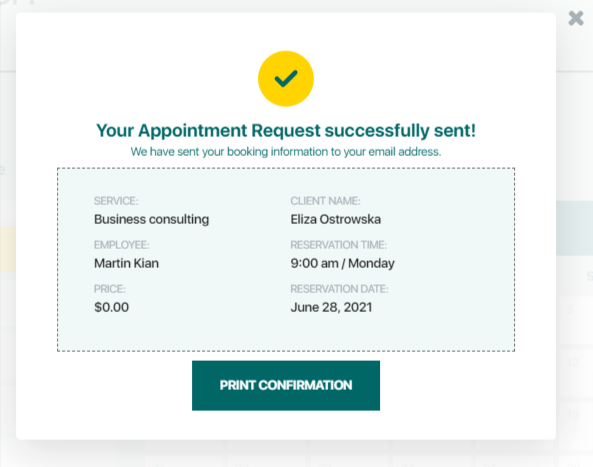 Your Appointment Request successfully sent!
We have sent your booking information to your email address.
SERVICE:
Business consulting
CLIENT NAME:
Eliza Ostrowska
EMPLOYEE:
Martin Kian
RESERVATION TIME:
9:00 am / Monday
PRICE:
$0.00
RESERVATION DATE:
June 28, 2021
PRINT CONFIRMATION